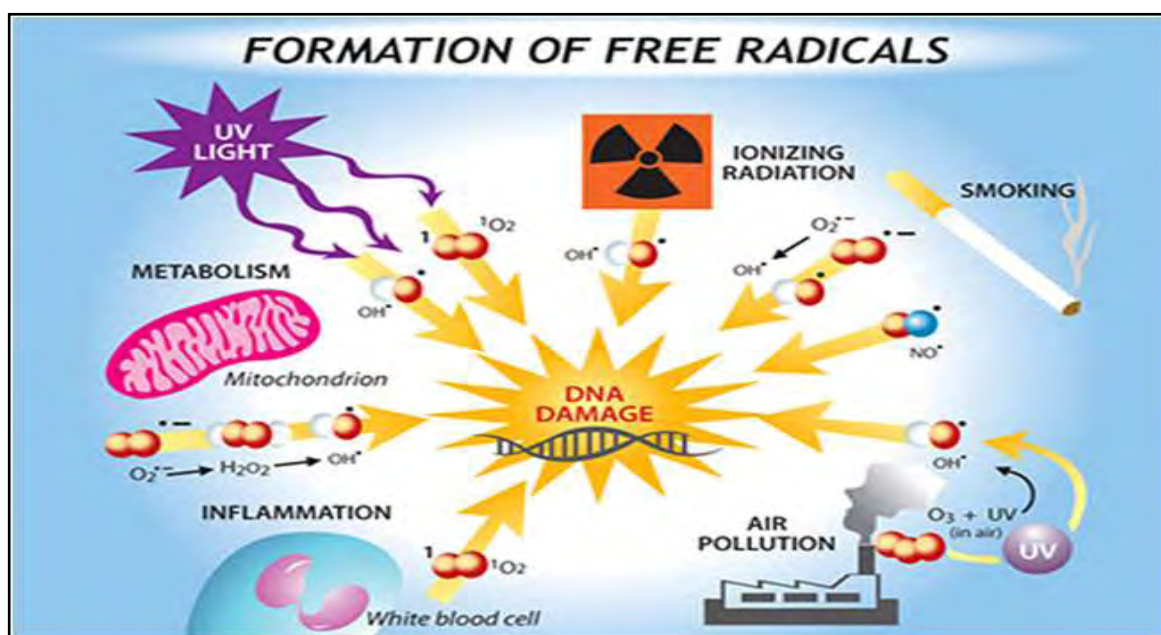 FORMATION OF FREE RADICALS
UV
LIGHT
IONIZING
RADIATION
SMOKING
¹O₂
1
O₂•−
OH•
OH•
METABOLISM
OH•
NO•
Mitochondrion
DNA
DAMAGE
O₂•− → H₂O₂ → OH•
OH•
INFLAMMATION
AIR
POLLUTION
O₃ + UV
(in air)
UV
1
¹O₂
White blood cell